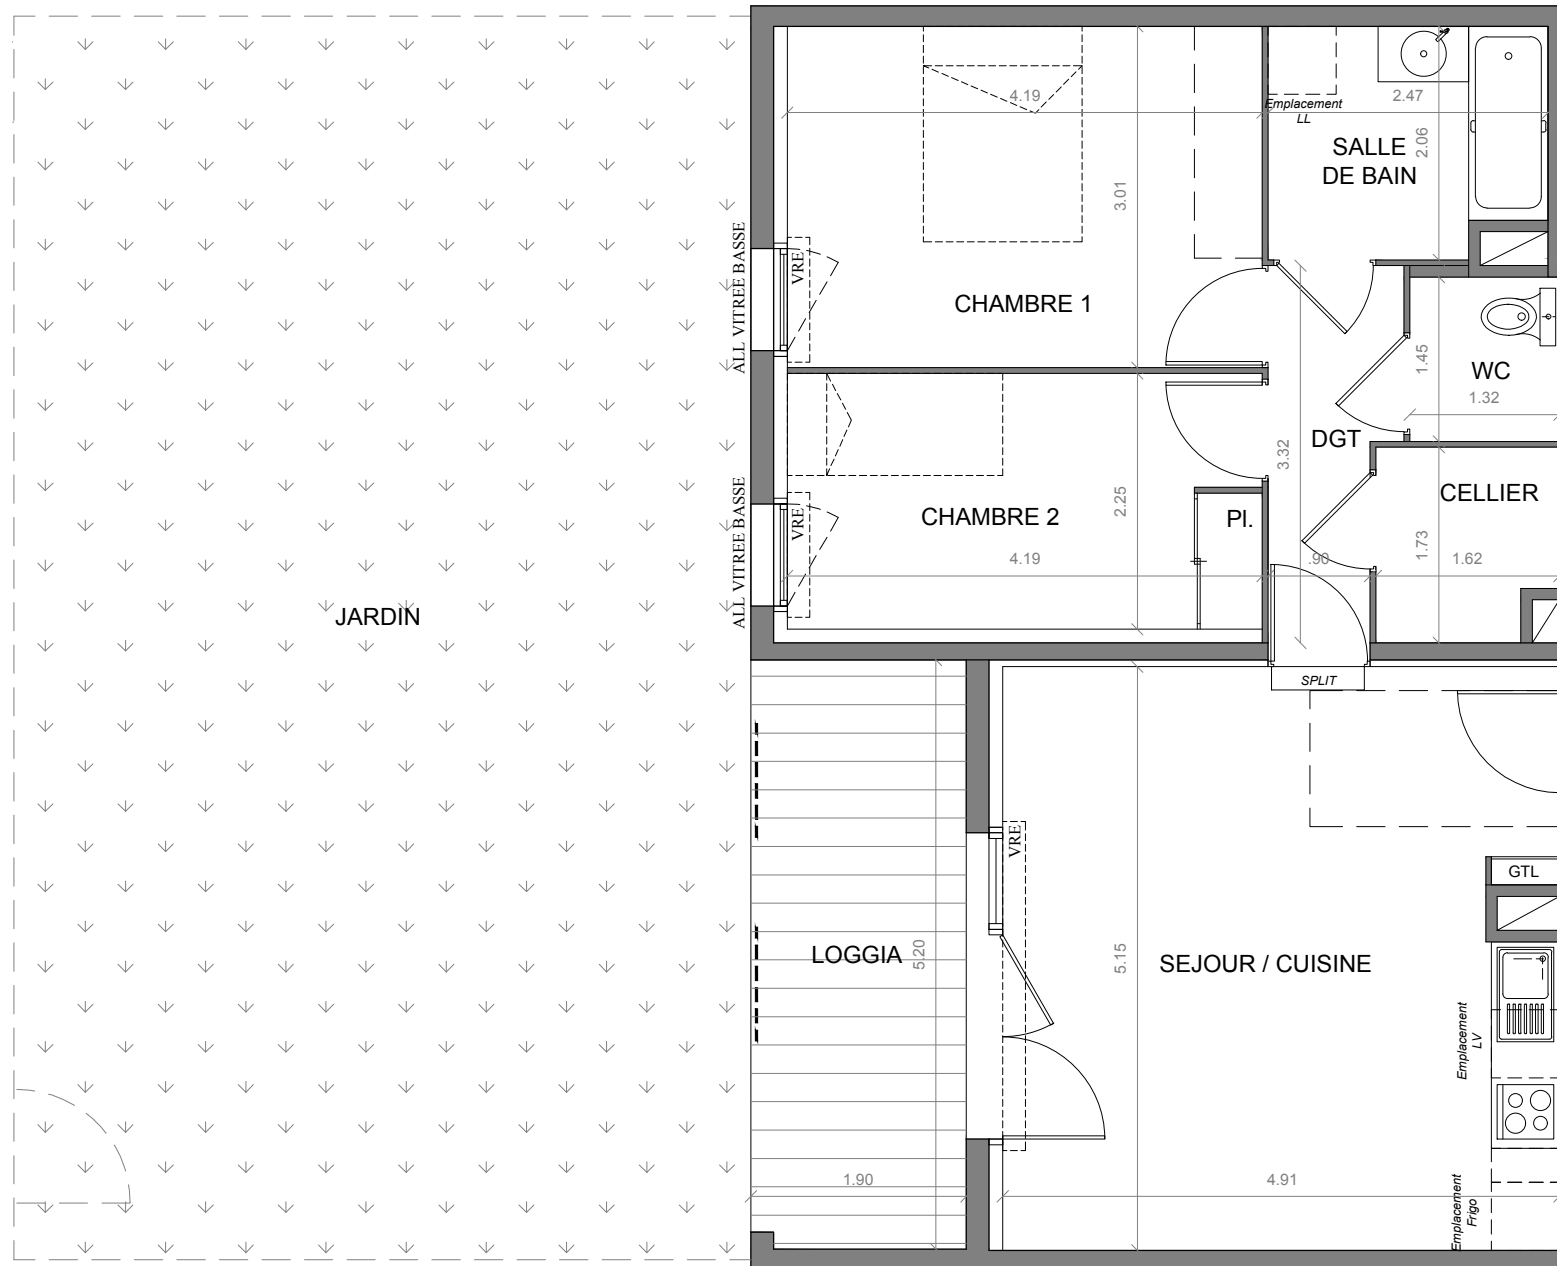 4.19
2.47
Emplacement
LL
SALLE
DE BAIN
2.06
3.01
ALL VITREE BASSE
VRE
CHAMBRE 1
1.45
WC
1.32
DGT
3.32
CELLIER
ALL VITREE BASSE
VRE
CHAMBRE 2
2.25
Pl.
1.73
4.19
.90
1.62
JARDIN
SPLIT
VRE
GTL
LOGGIA
5.20
5.15
SEJOUR / CUISINE
Emplacement
LV
1.90
4.91
Emplacement
Frigo